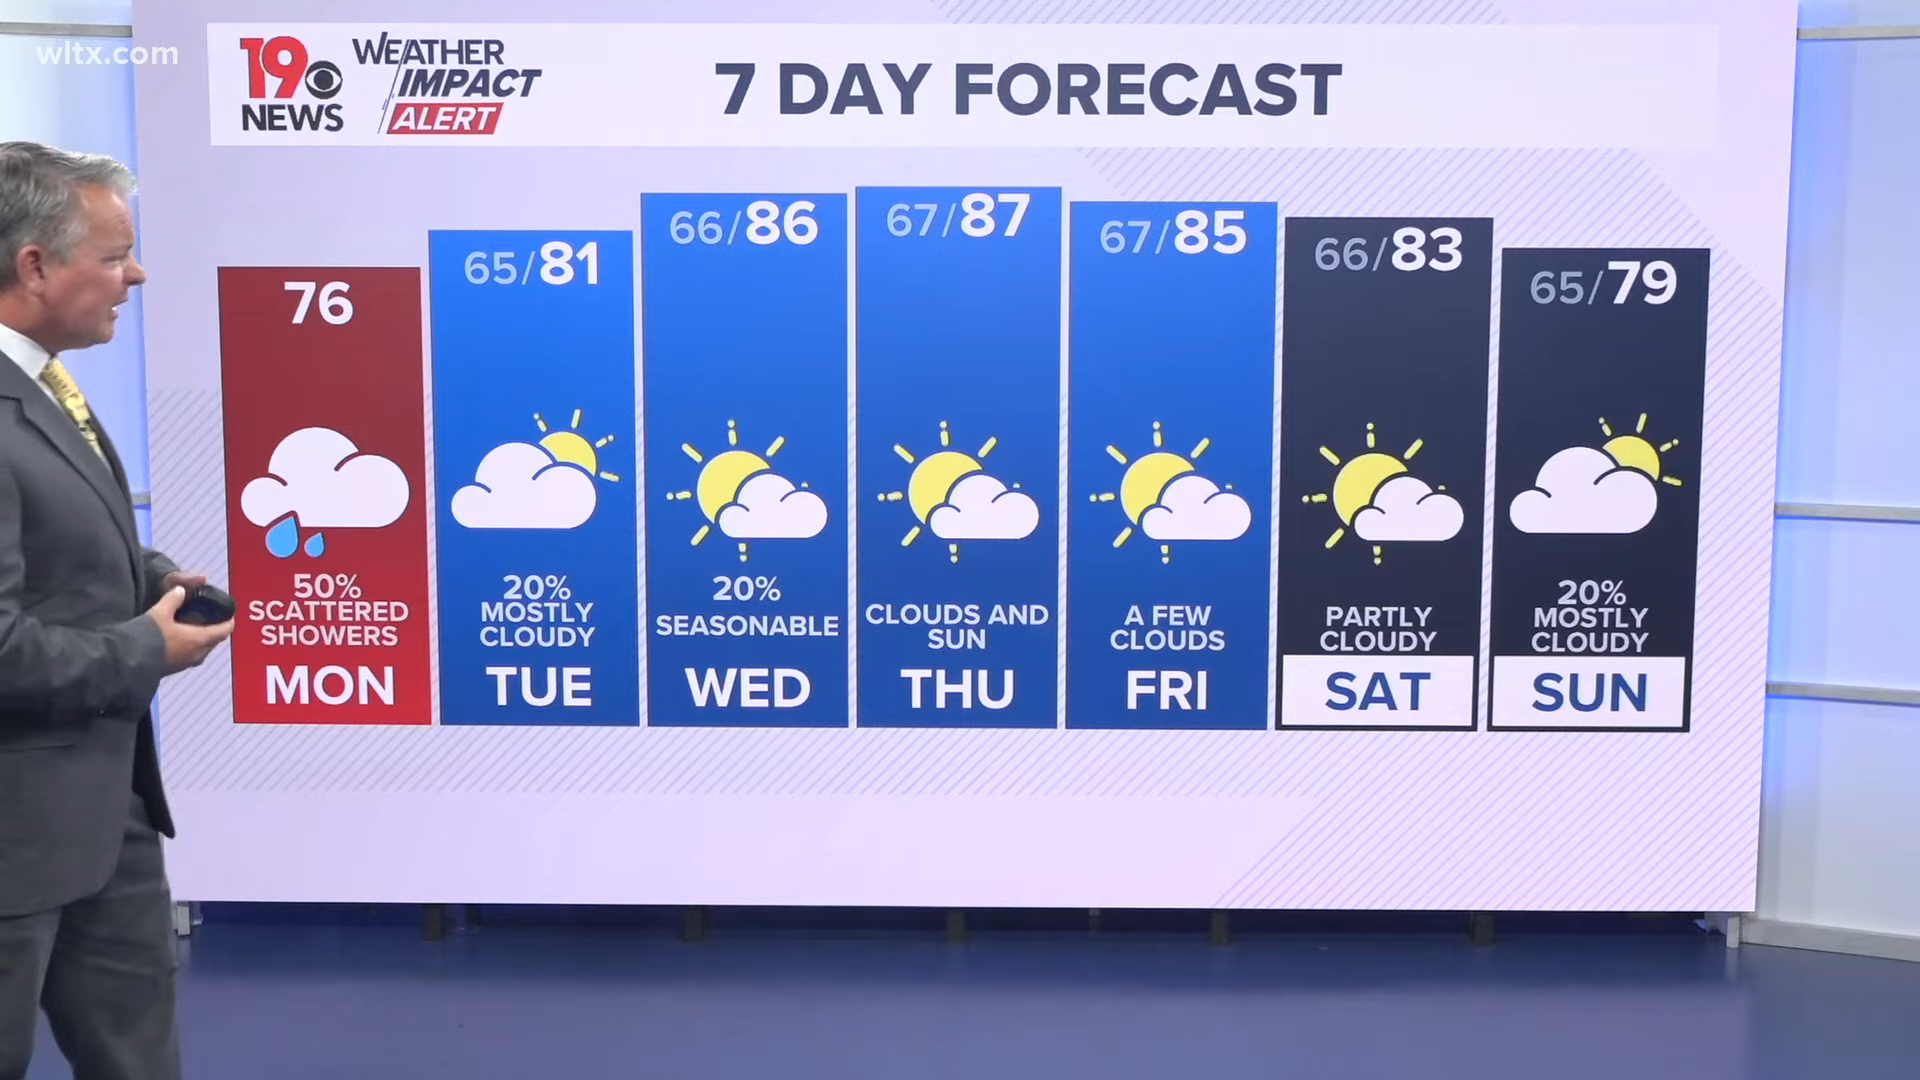 wltx.com
19
NEWS
WEATHER
IMPACT
ALERT
7 DAY FORECAST
76
50%
SCATTERED
SHOWERS
MON
65/81
20%
MOSTLY
CLOUDY
TUE
66/86
20%
SEASONABLE
WED
67/87
CLOUDS AND
SUN
THU
67/85
A FEW
CLOUDS
FRI
66/83
PARTLY
CLOUDY
SAT
65/79
20%
MOSTLY
CLOUDY
SUN